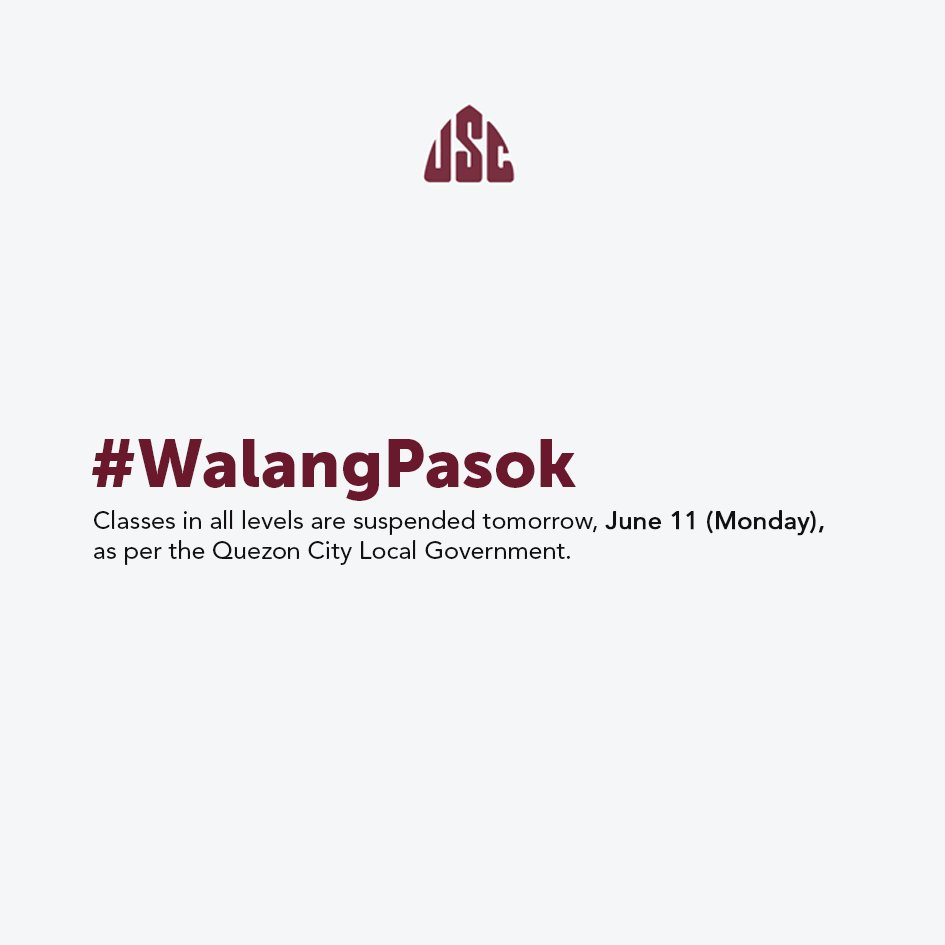 USC
#WalangPasok
Classes in all levels are suspended tomorrow, June 11 (Monday),
as per the Quezon City Local Government.